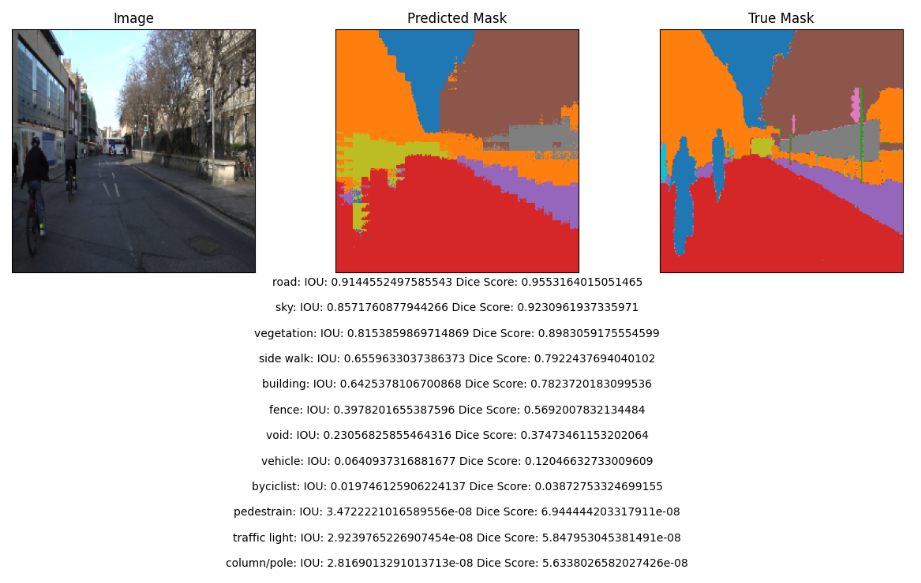 Image
Predicted Mask
True Mask
road: IOU: 0.9144552497585543 Dice Score: 0.9553164015051465
sky: IOU: 0.8571760877944266 Dice Score: 0.9230961937335971
vegetation: IOU: 0.8153859869714869 Dice Score: 0.8983059175554599
side walk: IOU: 0.6559633037386373 Dice Score: 0.7922437694040102
building: IOU: 0.6425378106700868 Dice Score: 0.7823720183099536
fence: IOU: 0.3978201655387596 Dice Score: 0.5692007832134484
void: IOU: 0.23056825855464316 Dice Score: 0.37473461153202064
vehicle: IOU: 0.0640937316881677 Dice Score: 0.12046632733009609
byciclist: IOU: 0.019746125906224137 Dice Score: 0.03872753324699155
pedestrain: IOU: 3.4722221016589556e-08 Dice Score: 6.944444203317911e-08
traffic light: IOU: 2.9239765226907454e-08 Dice Score: 5.847953045381491e-08
column/pole: IOU: 2.8169013291013713e-08 Dice Score: 5.6338026582027426e-08